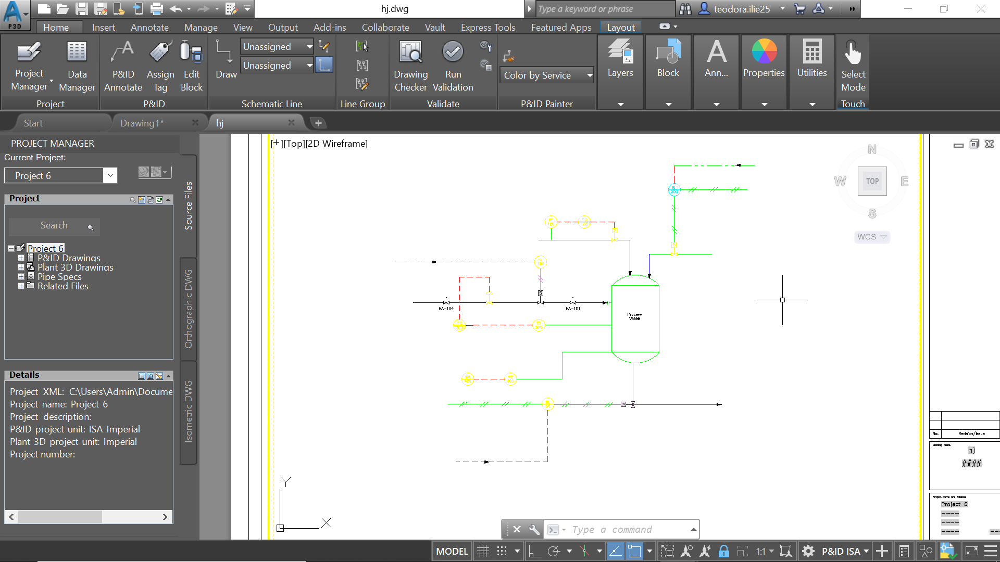 hj.dwg
Type a keyword or phrase
teodora.ilie25
P3D
Home
Insert
Annotate
Manage
View
Output
Add-ins
Collaborate
Vault
Express Tools
Featured Apps
Layout
Project
Manager
Data
Manager
P&ID
Annotate
Assign
Tag
Edit
Block
Draw
Unassigned
Unassigned
Drawing
Checker
Run
Validation
Color by Service
Layers
Block
Ann...
Properties
Utilities
Select
Mode
Project
P&ID
Schematic Line
Line Group
Validate
P&ID Painter
Touch
Start
Drawing1*
hj
PROJECT MANAGER
Current Project:
Project 6
Project
Search
Project 6
P&ID Drawings
Plant 3D Drawings
Pipe Specs
Related Files
Details
Project XML: C:\Users\Admin\Docume
Project name: Project 6
Project description:
P&ID project unit: ISA Imperial
Plant 3D project unit: Imperial
Project number:
Source Files
Orthographic DWG
Isometric DWG
[+][Top][2D Wireframe]
N
W
TOP
E
S
WCS
S
HA-104
HA-101
Process
Vessel
S
Y
X
No.
Revision/Issue
Drawing Name
hj
####
Project Name and Address
Project 6
----
----
----
Type a command
MODEL
1:1
P&ID ISA